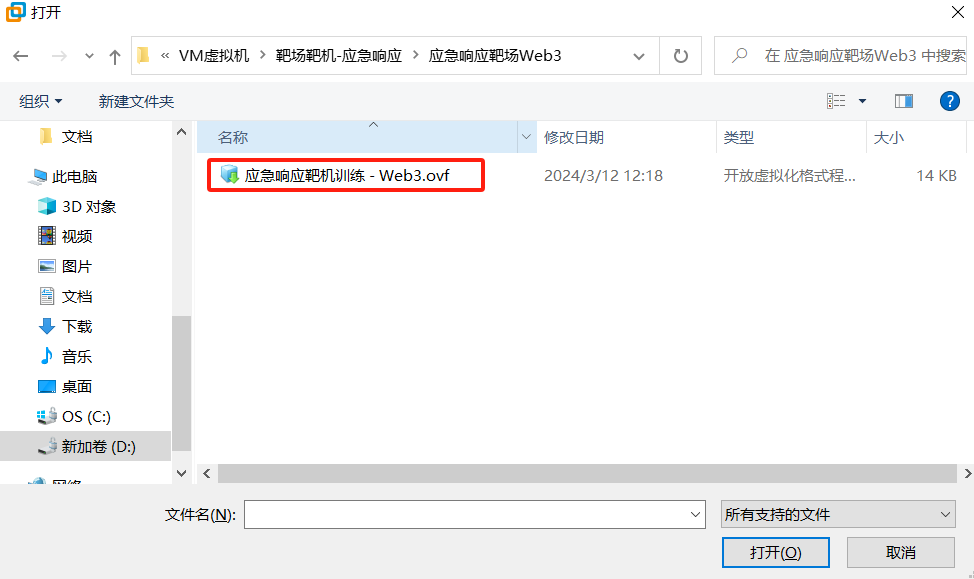 打开
« VM虚拟机 › 靶场靶机-应急响应 › 应急响应靶场Web3
在 应急响应靶场Web3 中搜索
组织 新建文件夹
名称 修改日期 类型 大小
应急响应靶机训练 - Web3.ovf 2024/3/12 12:18 开放虚拟化格式程... 14 KB
文档
此电脑
3D 对象
视频
图片
文档
下载
音乐
桌面
OS (C:)
新加卷 (D:)
网络
文件名(N): 所有支持的文件
打开(O) 取消